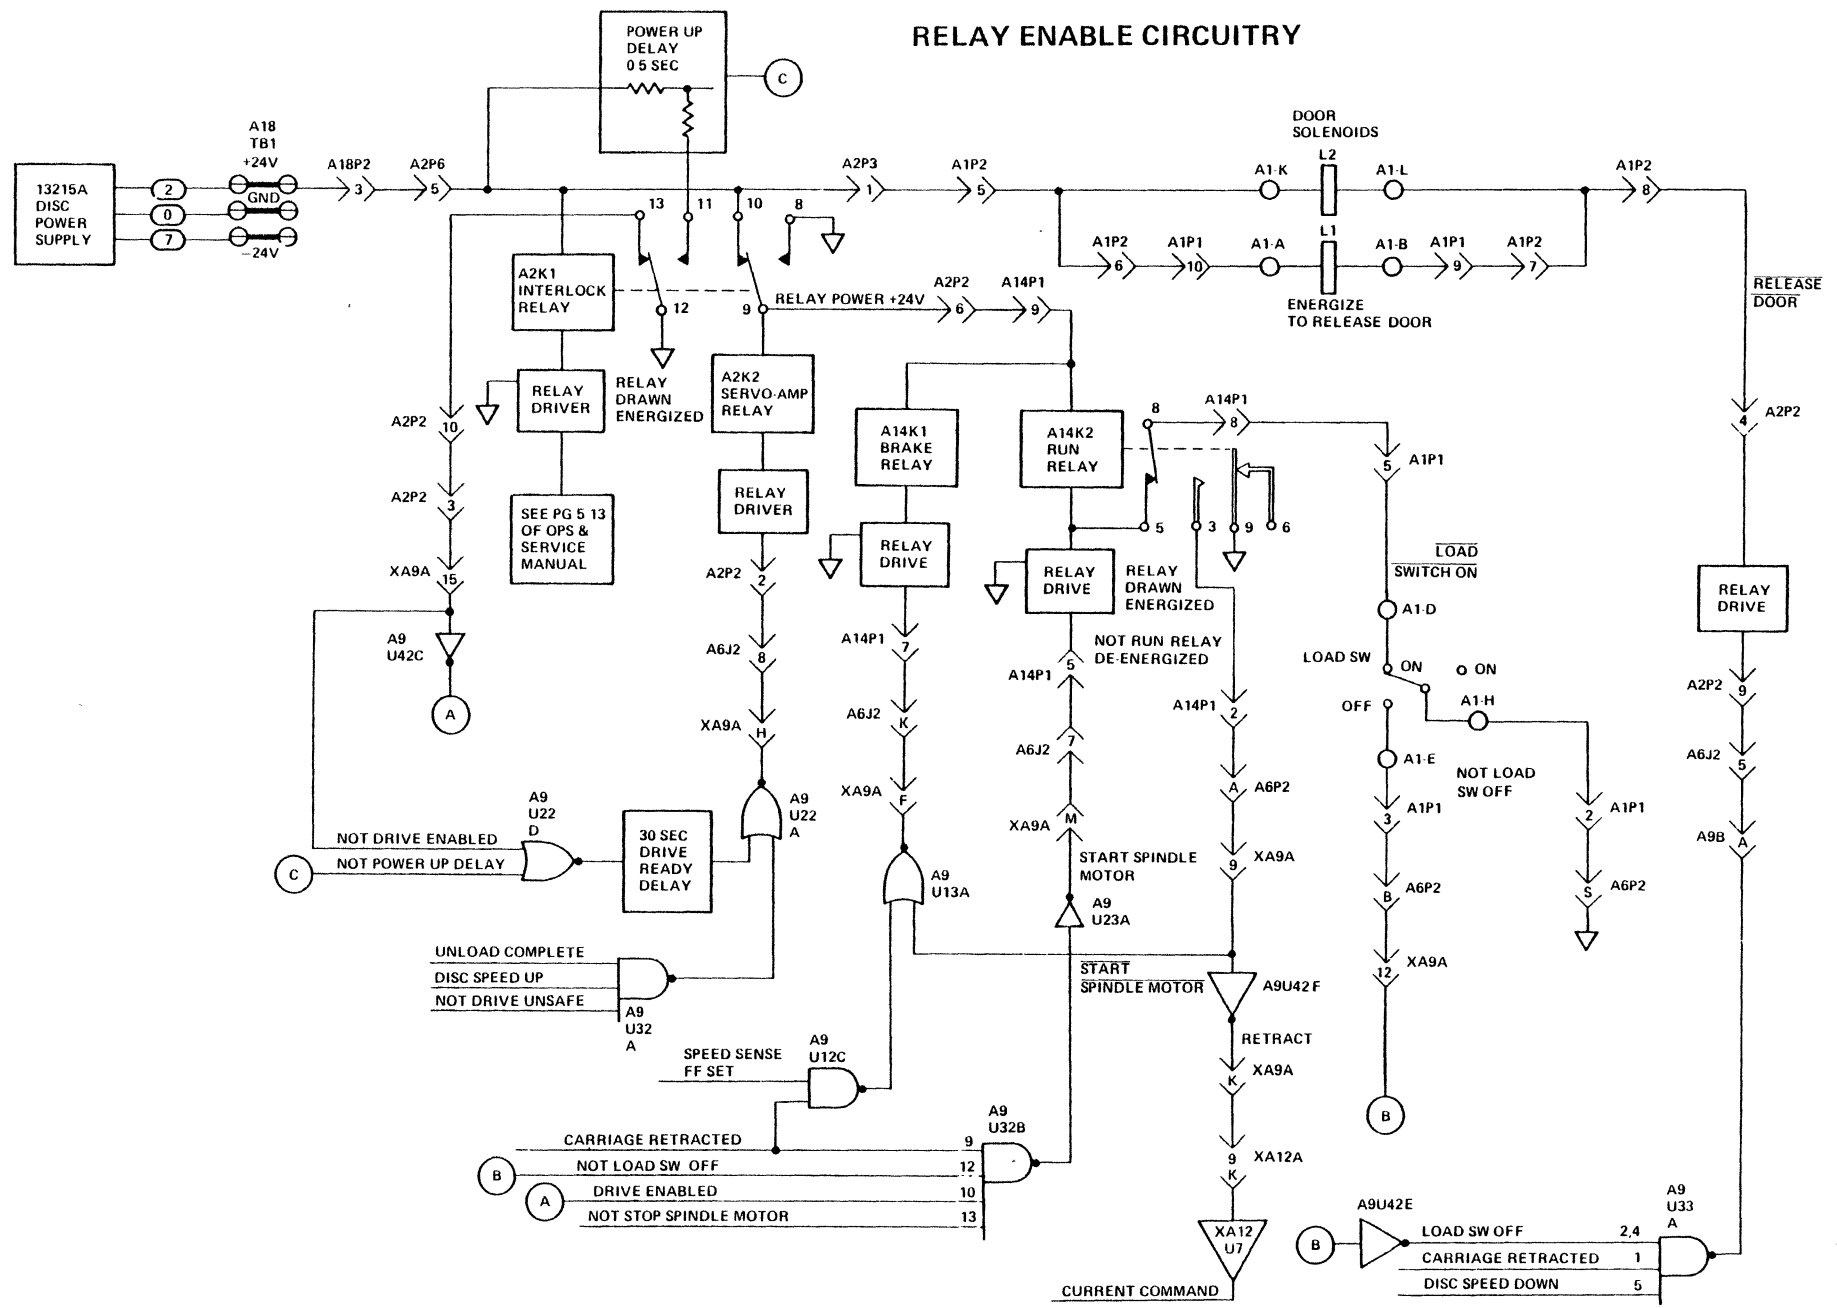 RELAY ENABLE CIRCUITRY
POWER UP
DELAY
0 5 SEC
C
DOOR
SOLENOIDS
L2
A18
TB1
+24V
GND
−24V
13215A
DISC
POWER
SUPPLY
2
0
7
A18P2
3
A2P6
5
A2P3
1
A1P2
5
A1-K
A1-L
A1P2
8
13
11
10
8
A1P2
6
A1P1
10
A1-A
L1
A1-B
A1P1
9
A1P2
7
ENERGIZE
TO RELEASE DOOR
RELEASE
DOOR
A2K1
INTERLOCK
RELAY
12
9
RELAY POWER +24V
A2P2
6
A14P1
9
RELAY
DRIVER
RELAY
DRAWN
ENERGIZED
A2K2
SERVO-AMP
RELAY
A14K1
BRAKE
RELAY
A14K2
RUN
RELAY
8
A14P1
8
5
A1P1
4
A2P2
A2P2
10
A2P2
3
XA9A
15
SEE PG 5 13
OF OPS &
SERVICE
MANUAL
RELAY
DRIVER
RELAY
DRIVE
RELAY
DRIVE
5
3
9
6
RELAY
DRAWN
ENERGIZED
NOT RUN RELAY
DE-ENERGIZED
LOAD
SWITCH ON
A1-D
RELAY
DRIVE
A9
U42C
A
A2P2
2
A6J2
8
XA9A
H
A14P1
7
A6J2
K
XA9A
F
A14P1
5
A6J2
7
XA9A
M
A14P1
2
A
A6P2
9
XA9A
LOAD SW
ON
ON
OFF
A1-H
A1-E
NOT LOAD
SW OFF
A1P1
3
B
A6P2
12
XA9A
B
2
A1P1
S
A6P2
A2P2
9
A6J2
5
A9B
A
A9
U22
D
NOT DRIVE ENABLED
NOT POWER UP DELAY
C
30 SEC
DRIVE
READY
DELAY
A9
U22
A
A9
U13A
START SPINDLE
MOTOR
A9
U23A
UNLOAD COMPLETE
DISC SPEED UP
NOT DRIVE UNSAFE
A9
U32
A
START
SPINDLE MOTOR
A9U42F
RETRACT
XA9A
K
9
XA12A
K
XA12
U7
CURRENT COMMAND
SPEED SENSE
FF SET
A9
U12C
CARRIAGE RETRACTED
9
A9
U32B
B
NOT LOAD SW OFF
12
A
DRIVE ENABLED
10
NOT STOP SPINDLE MOTOR
13
B
A9U42E
LOAD SW OFF
2,4
CARRIAGE RETRACTED
1
DISC SPEED DOWN
5
A9
U33
A